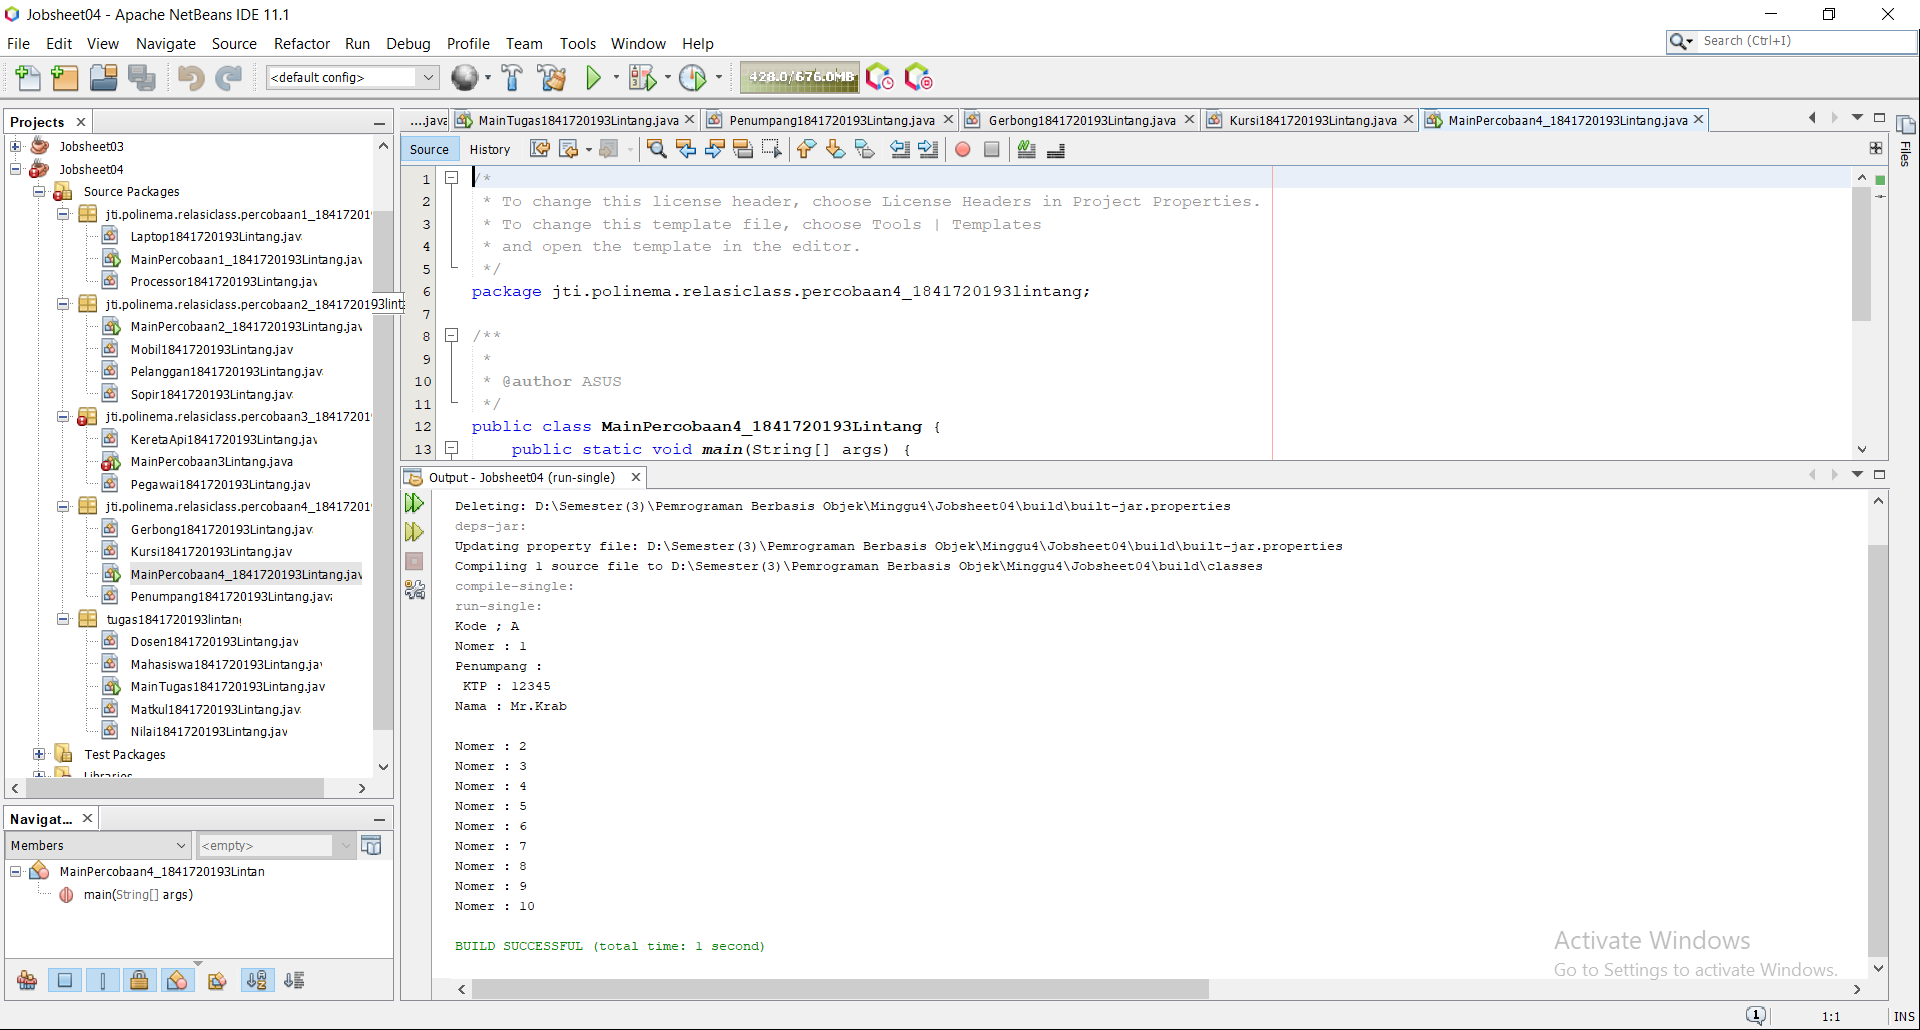 Jobsheet04 - Apache NetBeans IDE 11.1
File Edit View Navigate Source Refactor Run Debug Profile Team Tools Window Help
Search (Ctrl+I)
<default config>
428.0/676.0MB
Projects
Jobsheet03
Jobsheet04
Source Packages
jti.polinema.relasiclass.percobaan1_1841720
Laptop1841720193Lintang.jav
MainPercobaan1_1841720193Lintang.jav
Processor1841720193Lintang.jav
jti.polinema.relasiclass.percobaan2_1841720193lint
MainPercobaan2_1841720193Lintang.jav
Mobil1841720193Lintang.jav
Pelanggan1841720193Lintang.jav
Sopir1841720193Lintang.jav
jti.polinema.relasiclass.percobaan3_1841720
KeretaApi1841720193Lintang.jav
MainPercobaan3Lintang.java
Pegawai1841720193Lintang.jav
jti.polinema.relasiclass.percobaan4_1841720
Gerbong1841720193Lintang.jav
Kursi1841720193Lintang.jav
MainPercobaan4_1841720193Lintang.jav
Penumpang1841720193Lintang.jav
tugas1841720193lintang
Dosen1841720193Lintang.jav
Mahasiswa1841720193Lintang.jav
MainTugas1841720193Lintang.jav
Matkul1841720193Lintang.jav
Nilai1841720193Lintang.jav
Test Packages
Libraries
Navigat...
Members
<empty>
MainPercobaan4_1841720193Lintan
main(String[] args)
....java MainTugas1841720193Lintang.java Penumpang1841720193Lintang.java Gerbong1841720193Lintang.java Kursi1841720193Lintang.java MainPercobaan4_1841720193Lintang.java
Source History
Files
1 /*
2 * To change this license header, choose License Headers in Project Properties.
3 * To change this template file, choose Tools | Templates
4 * and open the template in the editor.
5 */
6 package jti.polinema.relasiclass.percobaan4_1841720193lintang;
7
8 /**
9 *
10 * @author ASUS
11 */
12 public class MainPercobaan4_1841720193Lintang {
13 public static void main(String[] args) {
Output - Jobsheet04 (run-single)
Deleting: D:\Semester(3)\Pemrograman Berbasis Objek\Minggu4\Jobsheet04\build\built-jar.properties
deps-jar:
Updating property file: D:\Semester(3)\Pemrograman Berbasis Objek\Minggu4\Jobsheet04\build\built-jar.properties
Compiling 1 source file to D:\Semester(3)\Pemrograman Berbasis Objek\Minggu4\Jobsheet04\build\classes
compile-single:
run-single:
Kode ; A
Nomer : 1
Penumpang :
KTP : 12345
Nama : Mr.Krab
Nomer : 2
Nomer : 3
Nomer : 4
Nomer : 5
Nomer : 6
Nomer : 7
Nomer : 8
Nomer : 9
Nomer : 10
BUILD SUCCESSFUL (total time: 1 second)
Activate Windows
Go to Settings to activate Windows.
1
1:1
INS